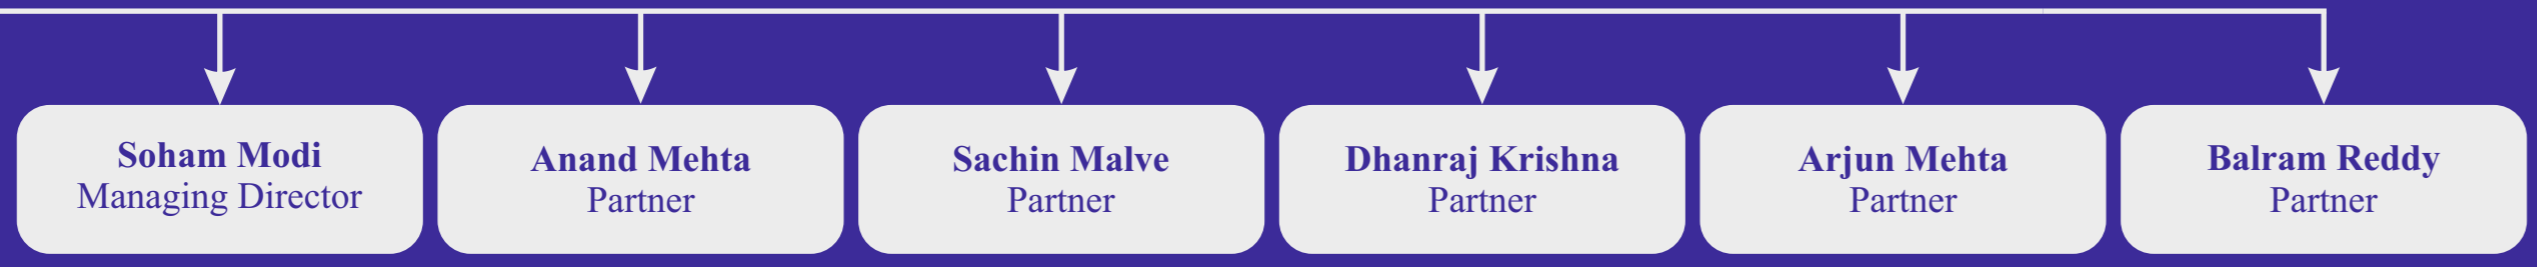 Soham Modi
Managing Director
Anand Mehta
Partner
Sachin Malve
Partner
Dhanraj Krishna
Partner
Arjun Mehta
Partner
Balram Reddy
Partner